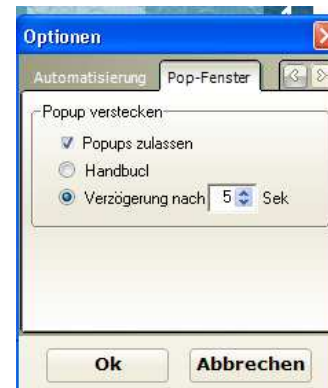 Optionen
Automatisierung Pop-Fenster
Popup verstecken
Popups zulassen
Handbucl
Verzögerung nach 5 Sek
Ok Abbrechen